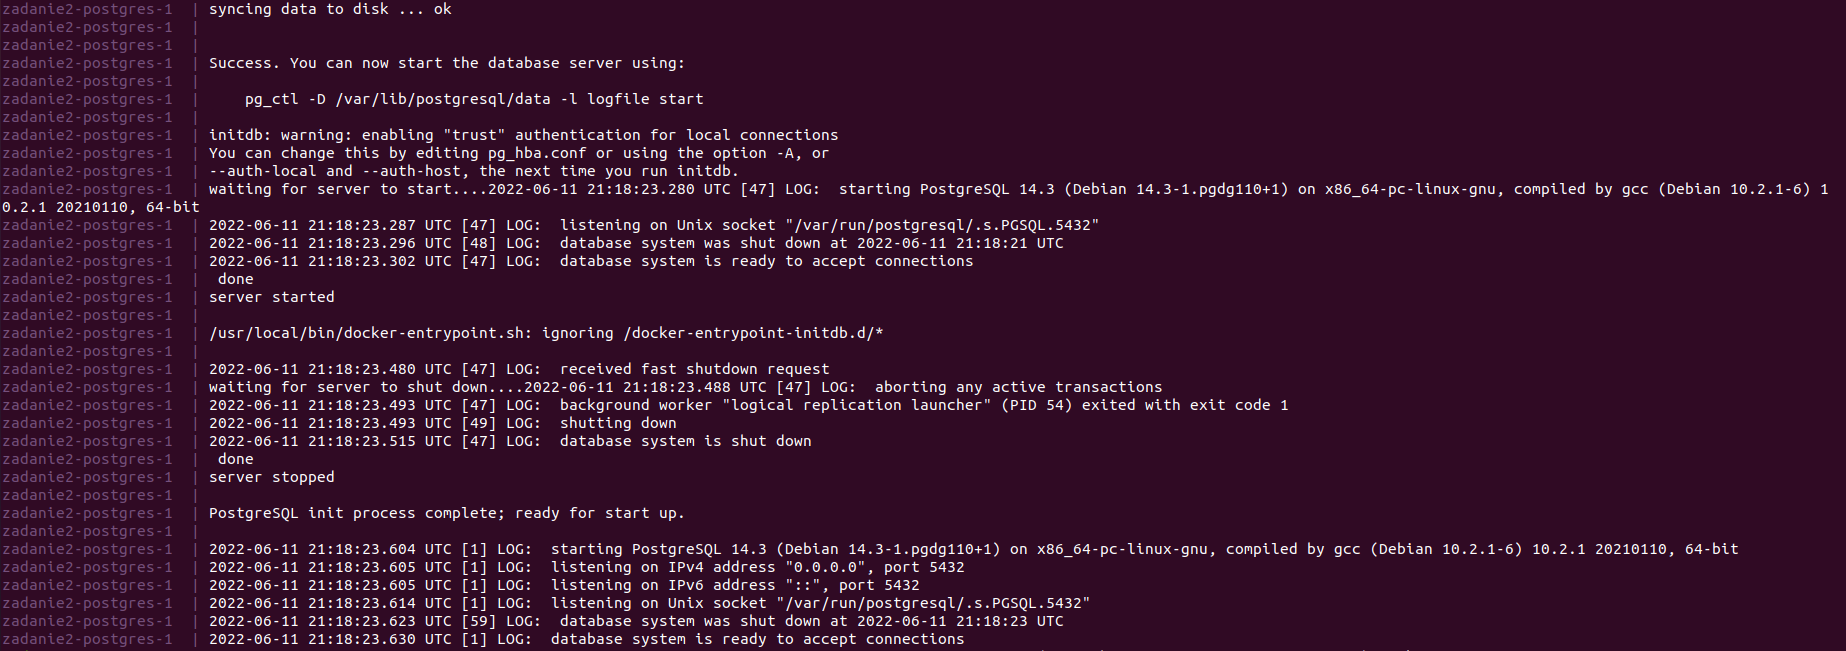 zadanie2-postgres-1  | syncing data to disk ... ok
zadanie2-postgres-1  |
zadanie2-postgres-1  |
zadanie2-postgres-1  | Success. You can now start the database server using:
zadanie2-postgres-1  |
zadanie2-postgres-1  |     pg_ctl -D /var/lib/postgresql/data -l logfile start
zadanie2-postgres-1  |
zadanie2-postgres-1  | initdb: warning: enabling "trust" authentication for local connections
zadanie2-postgres-1  | You can change this by editing pg_hba.conf or using the option -A, or
zadanie2-postgres-1  | --auth-local and --auth-host, the next time you run initdb.
zadanie2-postgres-1  | waiting for server to start....2022-06-11 21:18:23.280 UTC [47] LOG:  starting PostgreSQL 14.3 (Debian 14.3-1.pgdg110+1) on x86_64-pc-linux-gnu, compiled by gcc (Debian 10.2.1-6) 1
0.2.1 20210110, 64-bit
zadanie2-postgres-1  | 2022-06-11 21:18:23.287 UTC [47] LOG:  listening on Unix socket "/var/run/postgresql/.s.PGSQL.5432"
zadanie2-postgres-1  | 2022-06-11 21:18:23.296 UTC [48] LOG:  database system was shut down at 2022-06-11 21:18:21 UTC
zadanie2-postgres-1  | 2022-06-11 21:18:23.302 UTC [47] LOG:  database system is ready to accept connections
zadanie2-postgres-1  |  done
zadanie2-postgres-1  | server started
zadanie2-postgres-1  |
zadanie2-postgres-1  | /usr/local/bin/docker-entrypoint.sh: ignoring /docker-entrypoint-initdb.d/*
zadanie2-postgres-1  |
zadanie2-postgres-1  | 2022-06-11 21:18:23.480 UTC [47] LOG:  received fast shutdown request
zadanie2-postgres-1  | waiting for server to shut down....2022-06-11 21:18:23.488 UTC [47] LOG:  aborting any active transactions
zadanie2-postgres-1  | 2022-06-11 21:18:23.493 UTC [47] LOG:  background worker "logical replication launcher" (PID 54) exited with exit code 1
zadanie2-postgres-1  | 2022-06-11 21:18:23.493 UTC [49] LOG:  shutting down
zadanie2-postgres-1  | 2022-06-11 21:18:23.515 UTC [47] LOG:  database system is shut down
zadanie2-postgres-1  |  done
zadanie2-postgres-1  | server stopped
zadanie2-postgres-1  |
zadanie2-postgres-1  | PostgreSQL init process complete; ready for start up.
zadanie2-postgres-1  |
zadanie2-postgres-1  | 2022-06-11 21:18:23.604 UTC [1] LOG:  starting PostgreSQL 14.3 (Debian 14.3-1.pgdg110+1) on x86_64-pc-linux-gnu, compiled by gcc (Debian 10.2.1-6) 10.2.1 20210110, 64-bit
zadanie2-postgres-1  | 2022-06-11 21:18:23.605 UTC [1] LOG:  listening on IPv4 address "0.0.0.0", port 5432
zadanie2-postgres-1  | 2022-06-11 21:18:23.605 UTC [1] LOG:  listening on IPv6 address "::", port 5432
zadanie2-postgres-1  | 2022-06-11 21:18:23.614 UTC [1] LOG:  listening on Unix socket "/var/run/postgresql/.s.PGSQL.5432"
zadanie2-postgres-1  | 2022-06-11 21:18:23.623 UTC [59] LOG:  database system was shut down at 2022-06-11 21:18:23 UTC
zadanie2-postgres-1  | 2022-06-11 21:18:23.630 UTC [1] LOG:  database system is ready to accept connections